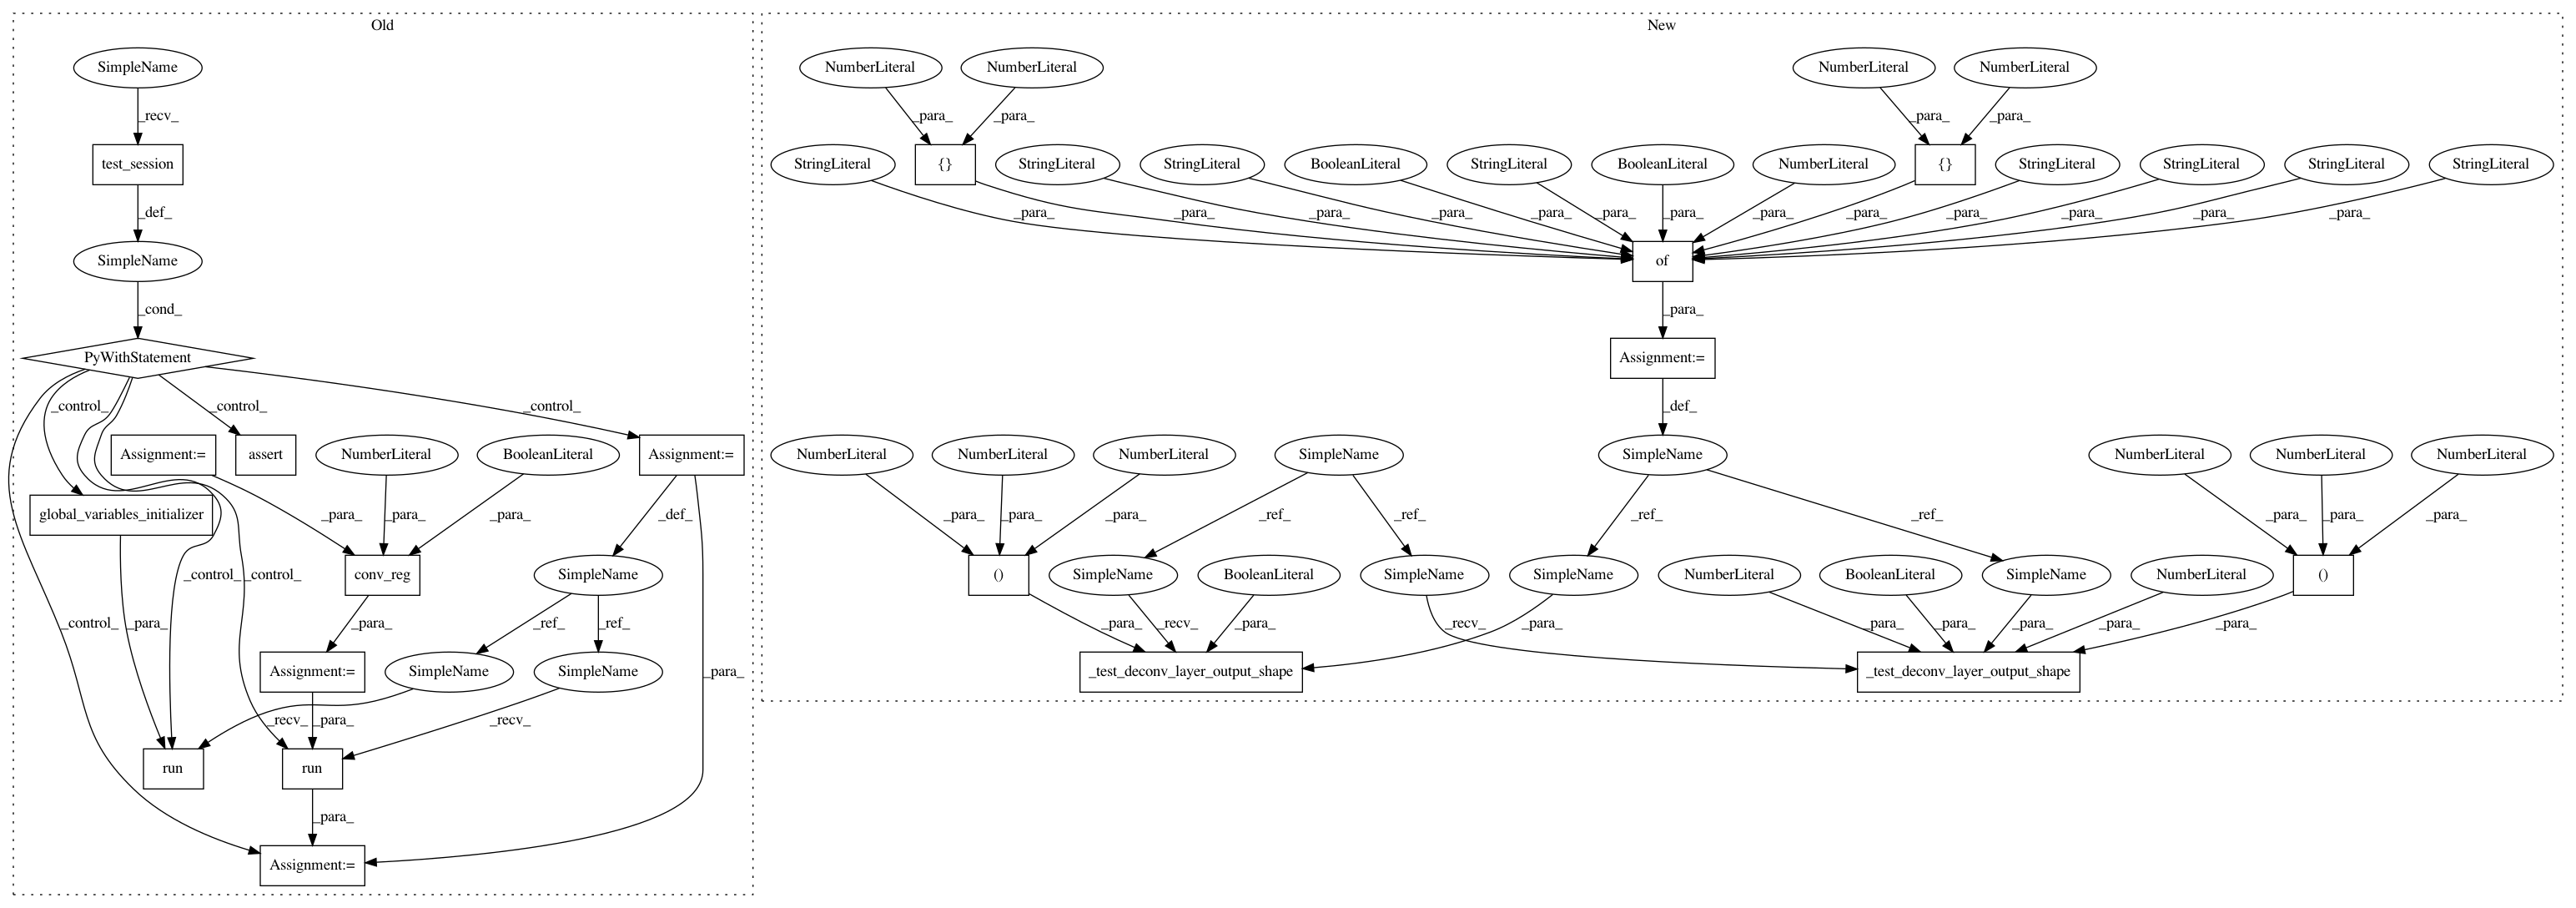 Old
New
SimpleName
NumberLiteral
NumberLiteral
NumberLiteral
NumberLiteral
_recv_
_para_
_para_
_para_
_para_
test_session
StringLiteral
{}
StringLiteral
StringLiteral
BooleanLiteral
StringLiteral
BooleanLiteral
NumberLiteral
{}
StringLiteral
StringLiteral
StringLiteral
StringLiteral
_def_
_para_
_para_
_para_
_para_
_para_
_para_
_para_
_para_
_para_
_para_
_para_
_para_
SimpleName
of
_cond_
_para_
PyWithStatement
Assignment:=
_control_
_control_
_control_
_def_
Assignment:=
assert
NumberLiteral
BooleanLiteral
Assignment:=
NumberLiteral
NumberLiteral
NumberLiteral
SimpleName
SimpleName
NumberLiteral
NumberLiteral
NumberLiteral
global_variables_initializer
_para_
_para_
_para_
_def_
_para_
_para_
_para_
_ref_
_ref_
_ref_
_ref_
_para_
_para_
_para_
conv_reg
SimpleName
()
SimpleName
BooleanLiteral
SimpleName
SimpleName
NumberLiteral
BooleanLiteral
SimpleName
NumberLiteral
()
_control_
_control_
_control_
_para_
_para_
_ref_
_ref_
_para_
_recv_
_para_
_recv_
_para_
_para_
_para_
_para_
_para_
_para_
Assignment:=
SimpleName
SimpleName
_para_
_test_deconv_layer_output_shape
_test_deconv_layer_output_shape
_recv_
_para_
_recv_
run
run
_para_
Assignment:=